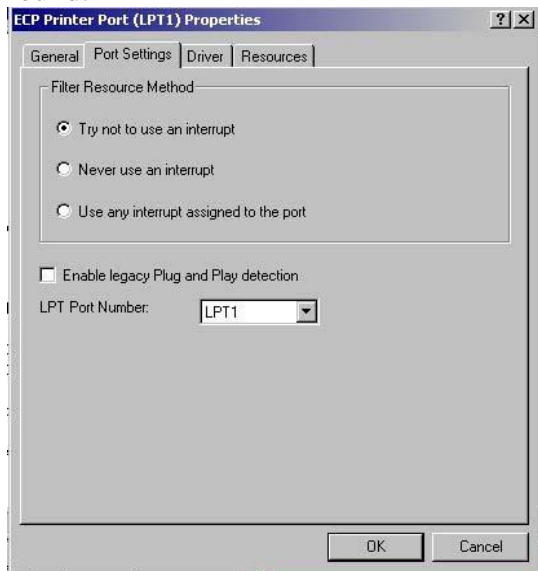 ECP Printer Port (LPT1) Properties
General Port Settings Driver Resources
Filter Resource Method
Try not to use an interrupt
Never use an interrupt
Use any interrupt assigned to the port
Enable legacy Plug and Play detection
LPT Port Number: LPT1
OK Cancel